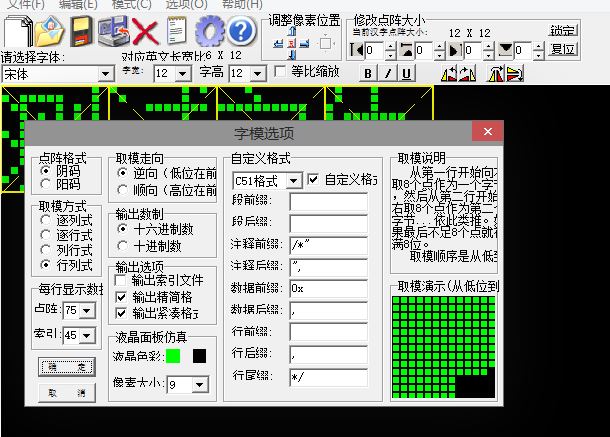 文件(F) 编辑(E) 模式(C) 选项(O) 帮助(H)
调整像素位置
修改点阵大小
当前汉字点阵大小: 12 X 12
锁定
0 0 0 0
复位
请选择字体: 对应英文长宽比6 X 12
宋体 字宽: 12 字高 12 等比缩放
B I U
字模选项
点阵格式
阴码
阳码
取模方式
逐列式
逐行式
列行式
行列式
每行显示数据
点阵: 75
索引: 45
确 定
取 消
取模走向
逆向(低位在前
顺向(高位在前
输出数制
十六进制数
十进制数
输出选项
输出索引文件
输出精简格
输出紧凑格式
液晶面板仿真
液晶色彩:
像素大小: 9
自定义格式
C51格式 自定义格式
段前缀:
段后缀:
注释前缀: /*"
注释后缀: ",
数据前缀: 0x
数据后缀: ,
行前缀:
行后缀: ,
行尾缀: */
取模说明
从第一行开始向右
取8个点作为一个字节
,然后从第二行开始
右取8个点作为第二
字节...依此类推。如
果最后不足8个点就补
满8位。
取模顺序是从低到
取模演示(从低位到